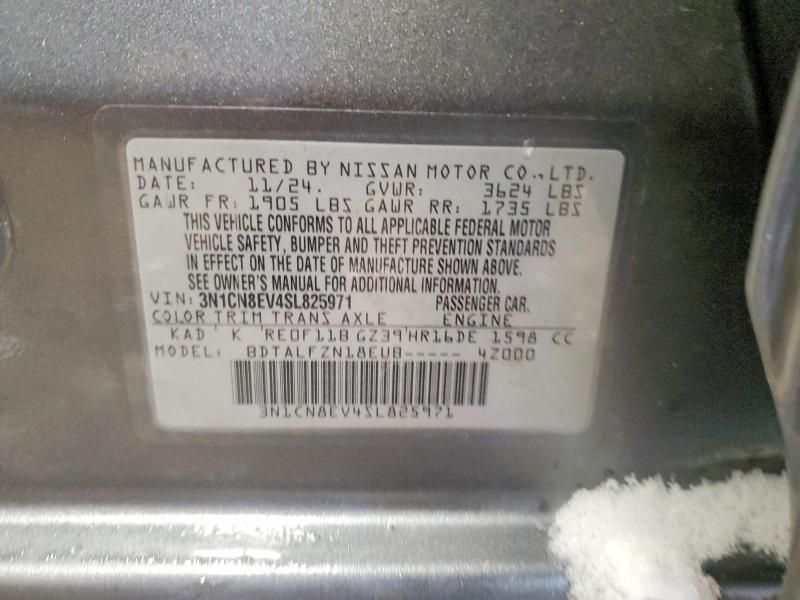 MANUFACTURED BY NISSAN MOTOR CO., LTD.
DATE: 11/24. GVWR: 3624 LBS
GAWR FR: 1905 LBS GAWR RR: 1735 LBS
THIS VEHICLE CONFORMS TO ALL APPLICABLE FEDERAL MOTOR
VEHICLE SAFETY, BUMPER AND THEFT PREVENTION STANDARDS
IN EFFECT ON THE DATE OF MANUFACTURE SHOWN ABOVE.
SEE OWNER'S MANUAL FOR ADDITIONAL INFORMATION.
VIN: 3N1CN8EV4SL825971 PASSENGER CAR.
COLOR TRIM TRANS AXLE ENGINE
KAD K RE0F11B GZ39 HR16DE 1598 CC
MODEL: BDTALFZN18EUB----- 4Z000
3N1CN8EV4SL825971